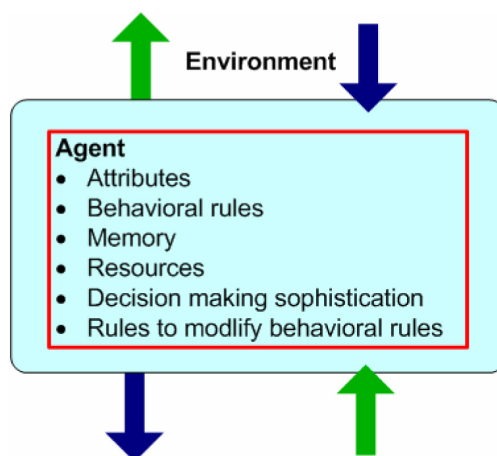 Environment
Agent
• Attributes
• Behavioral rules
• Memory
• Resources
• Decision making sophistication
• Rules to modlify behavioral rules